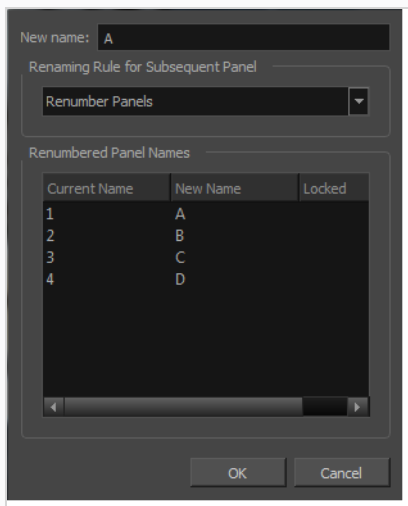 New name: A
Renaming Rule for Subsequent Panel
Renumber Panels
Renumbered Panel Names
Current Name New Name Locked
1 A
2 B
3 C
4 D
OK Cancel